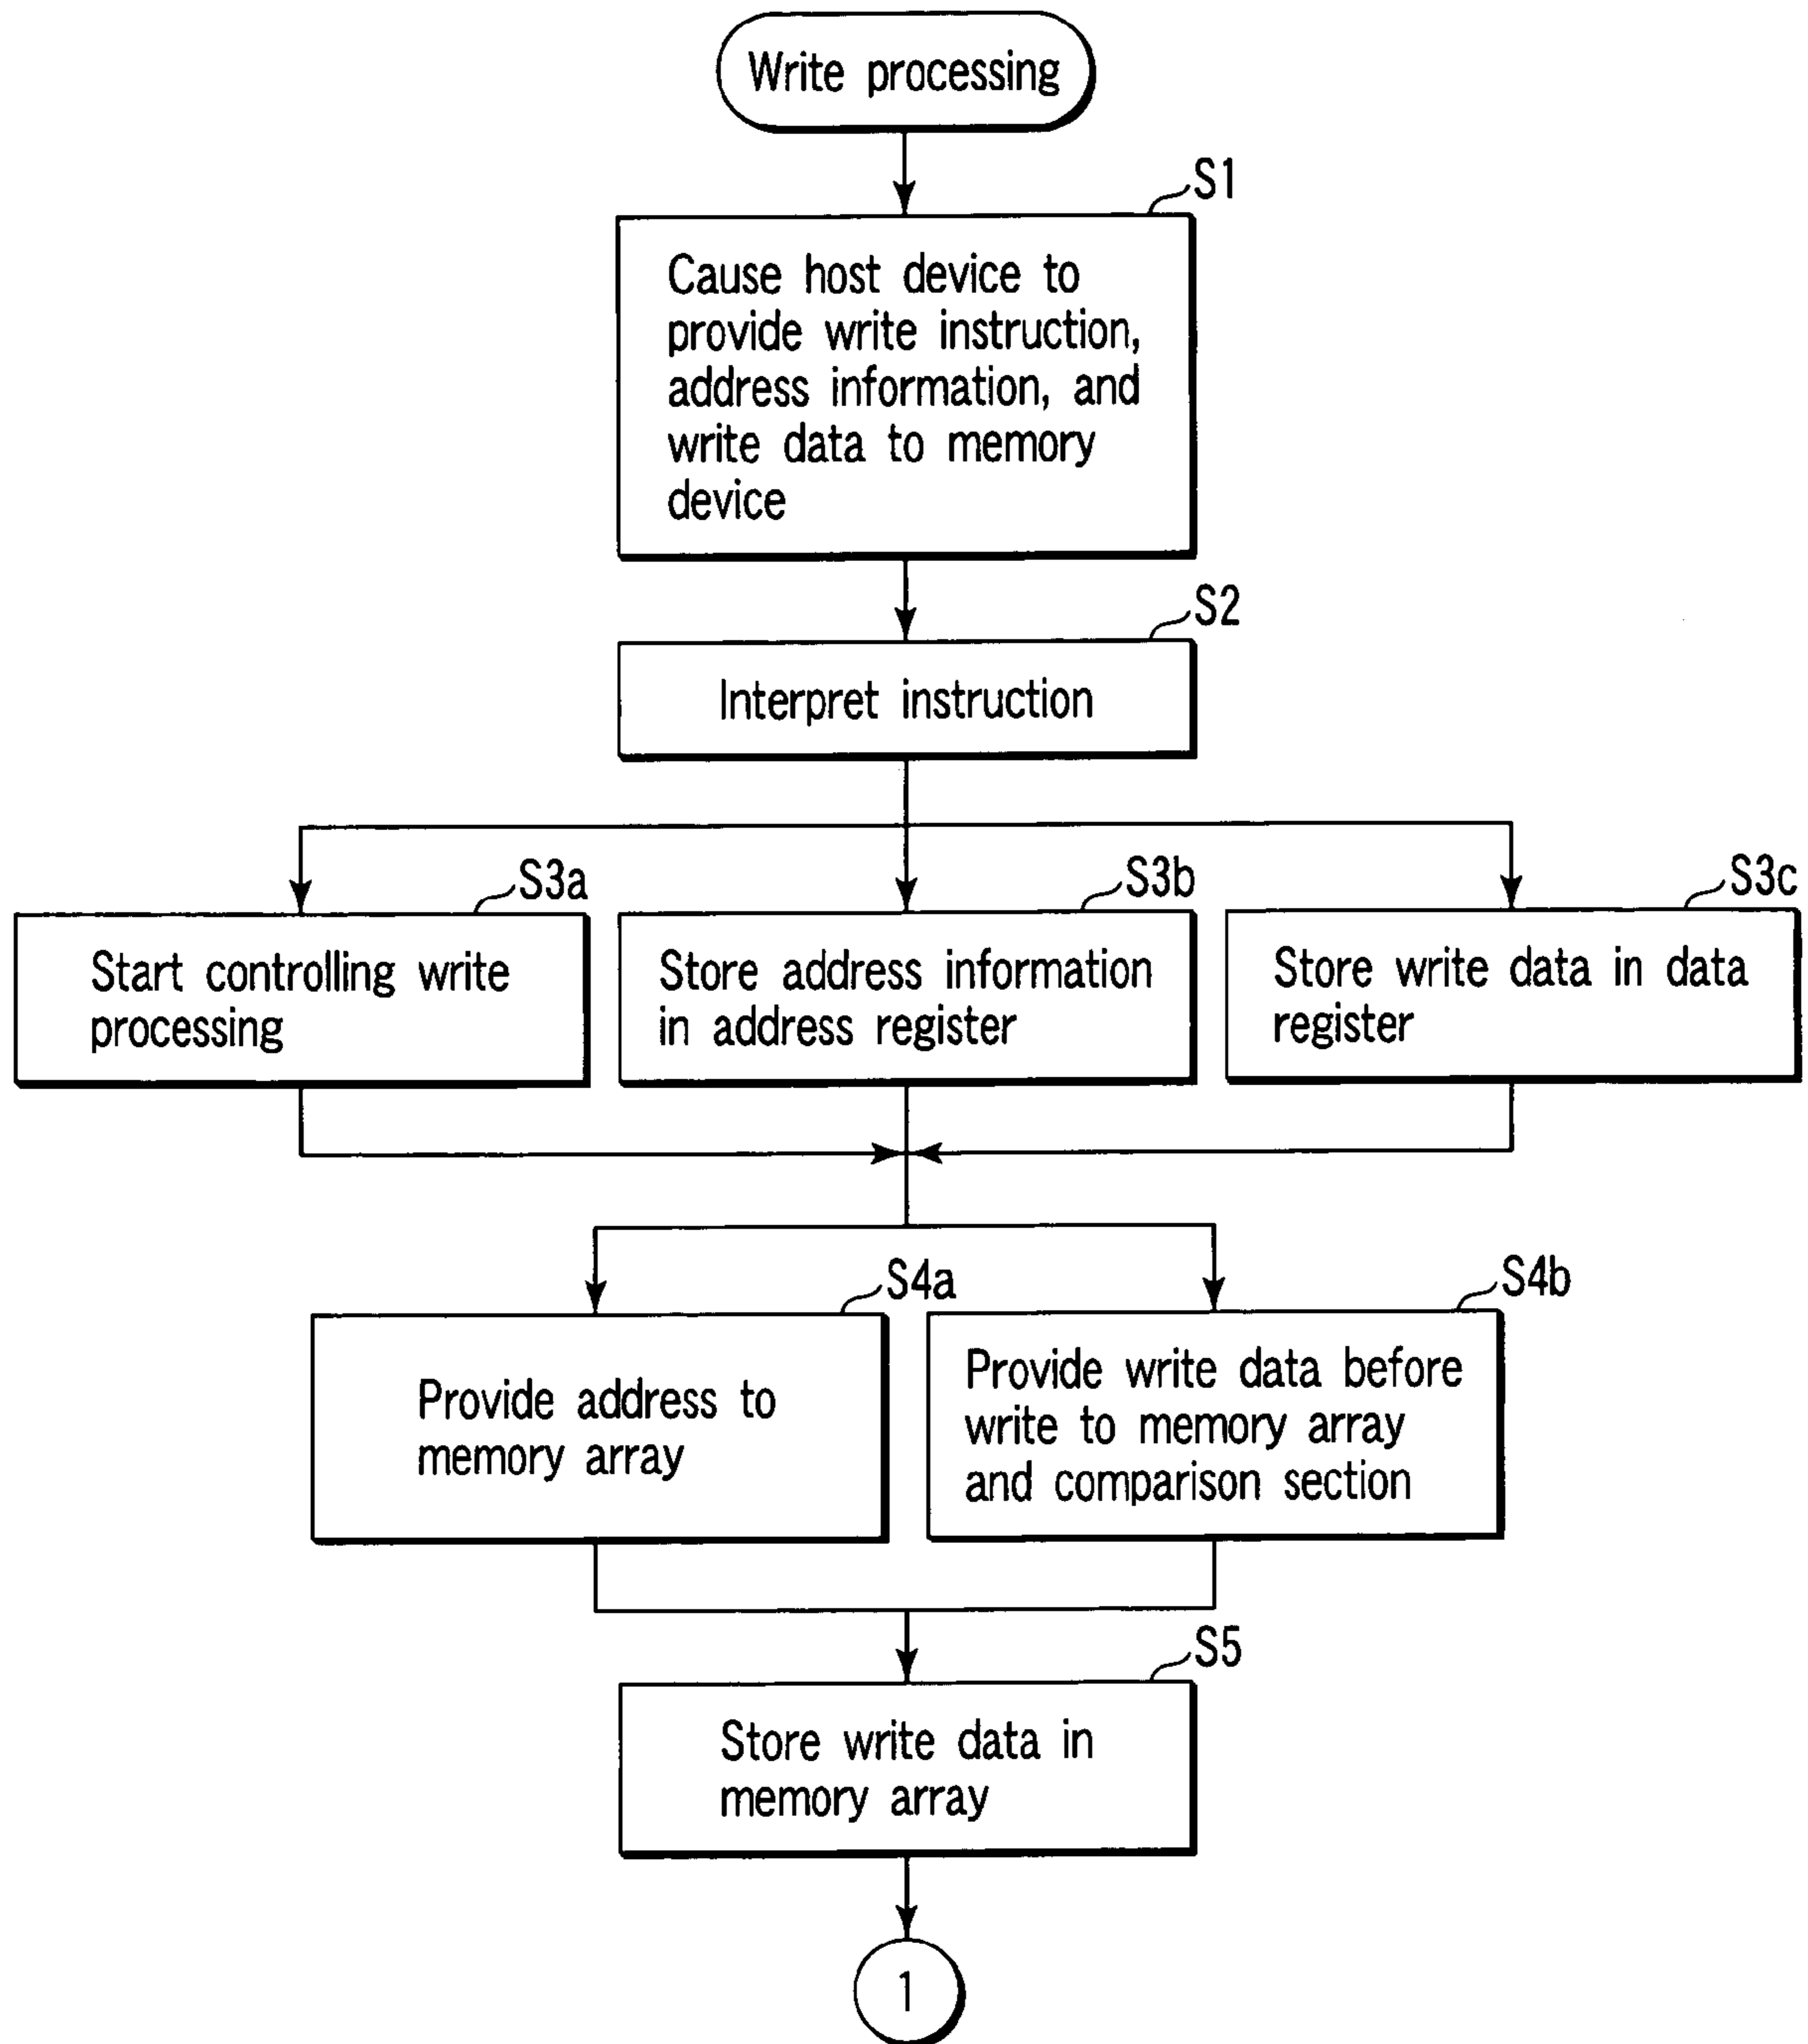 Write processing
S1
Cause host device to
provide write instruction,
address information, and
write data to memory
device
S2
Interpret instruction
S3a
Start controlling write
processing
S3b
Store address information
in address register
S3c
Store write data in data
register
S4a
Provide address to
memory array
S4b
Provide write data before
write to memory array
and comparison section
S5
Store write data in
memory array
1